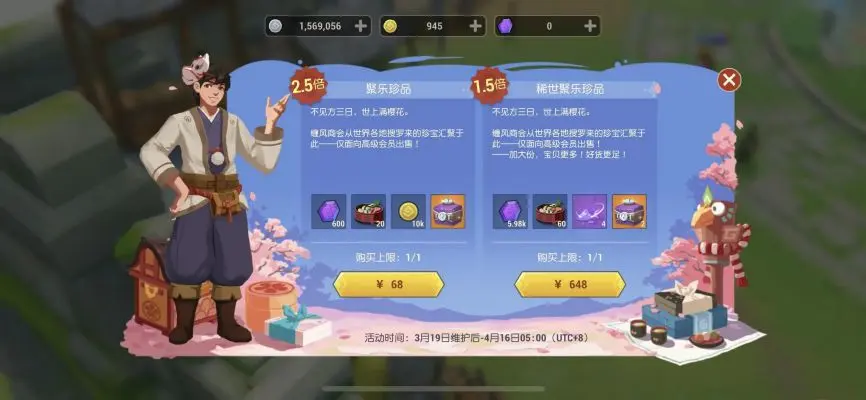 1,569,056
945
0
2.5倍
聚乐珍品
不见方三日，世上满樱花。
缠风商会从世界各地搜罗来的珍宝汇聚于
此——仅面向高级会员出售！
600
20
10k
购买上限：1/1
¥ 68
1.5倍
稀世聚乐珍品
不见方三日，世上满樱花。
缠风商会从世界各地搜罗来的珍宝汇聚于
此——仅面向高级会员出售！
——加大份，宝贝更多！好货更足！
5.98k
60
4
2
购买上限：1/1
¥ 648
活动时间：3月19日维护后-4月16日05:00（UTC+8）